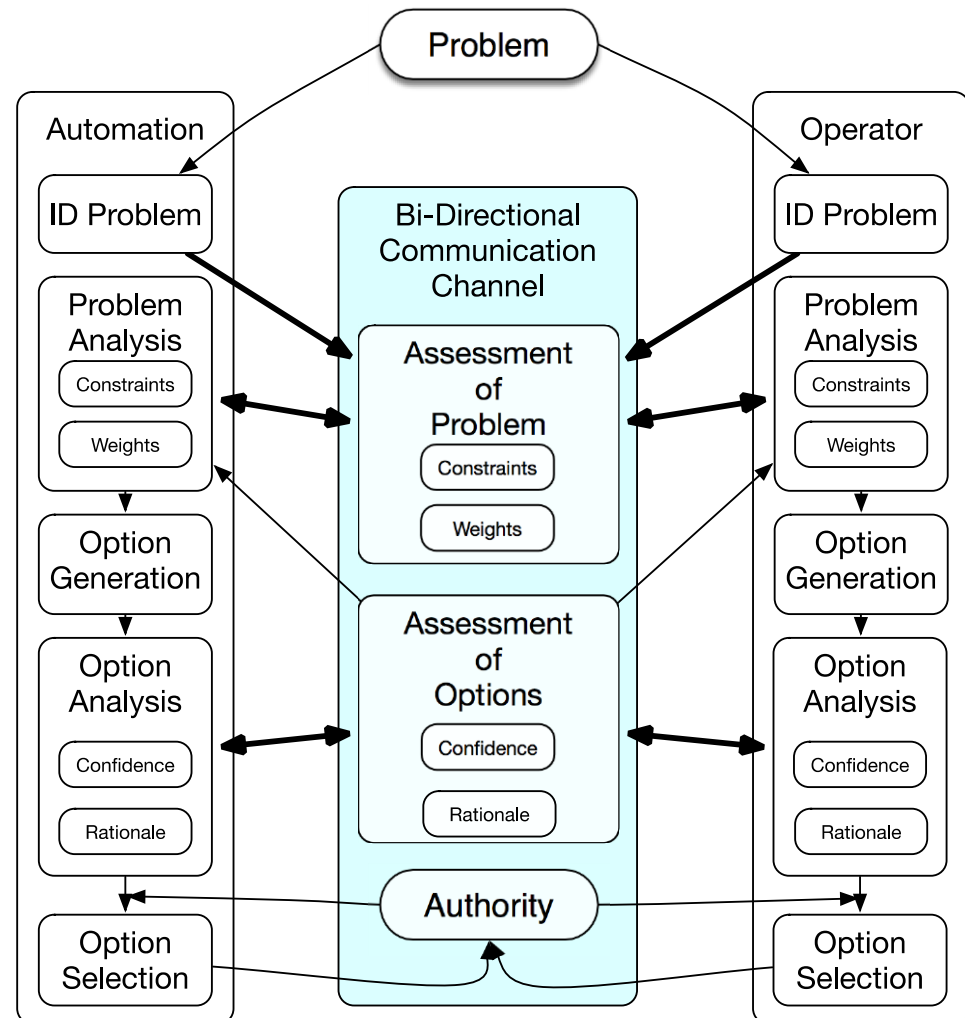 Problem
Automation
ID Problem
Problem
Analysis
Constraints
Weights
Option
Generation
Option
Analysis
Confidence
Rationale
Option
Selection
Bi-Directional
Communication
Channel
Assessment
of
Problem
Constraints
Weights
Assessment
of
Options
Confidence
Rationale
Authority
Operator
ID Problem
Problem
Analysis
Constraints
Weights
Option
Generation
Option
Analysis
Confidence
Rationale
Option
Selection